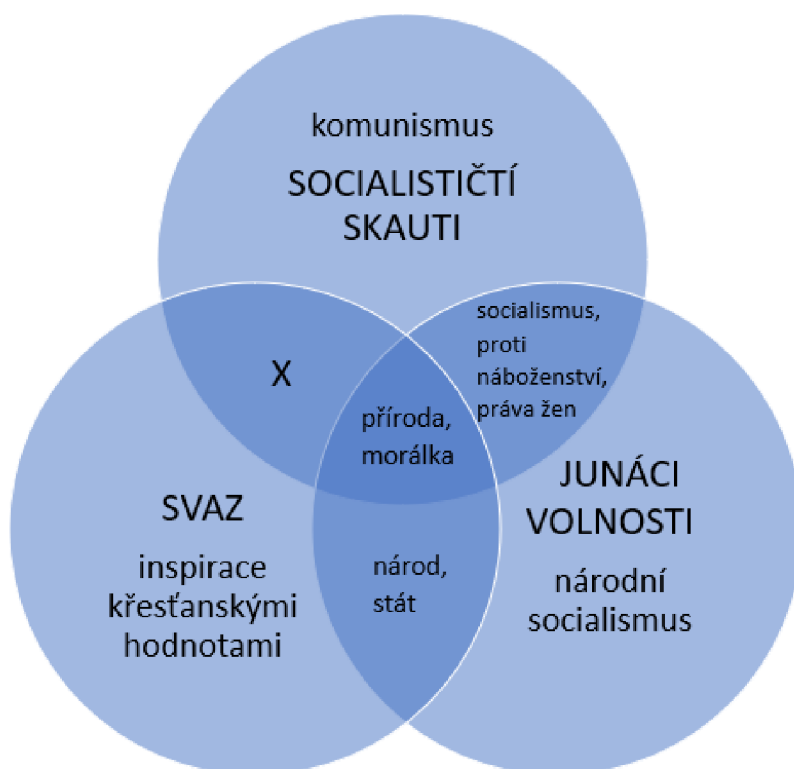 komunismus
SOCIALISTIČTÍ
SKAUTI
socialismus,
proti
náboženství,
práva žen
X
příroda,
morálka
JUNÁCI
VOLNOSTI
národní
socialismus
SVAZ
inspirace
křesťanskými
hodnotami
národ,
stát